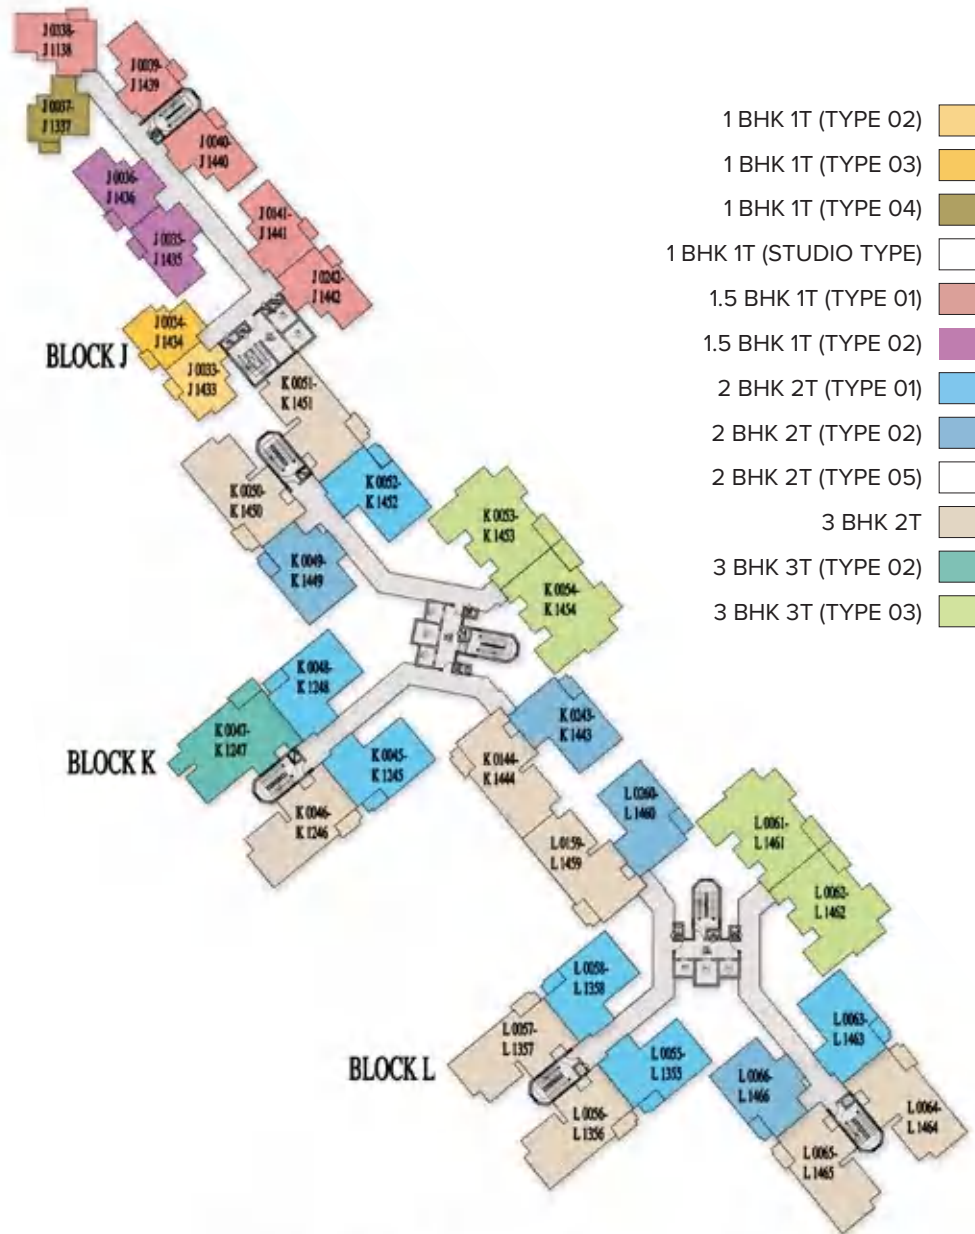 J 0338-
J 1138
J 0039-
J 1439
J 0037-
J 1337
J 0040-
J 1440
J 0036-
J 1436
J 0035-
J 1435
J 0141-
J 1441
J 0242-
J 1442
J 0034-
J 1434
J 0033-
J 1433
BLOCK J
K 0051-
K 1451
K 0050-
K 1450
K 0052-
K 1452
K 0049-
K 1449
K 0053-
K 1453
K 0054-
K 1454
K 0048-
K 1248
K 0047-
K 1247
BLOCK K
K 0045-
K 1245
K 0046-
K 1246
K 0243-
K 1443
K 0144-
K 1444
L 0260-
L 1460
L 0159-
L 1459
L 0061-
L 1461
L 0062-
L 1462
L 0058-
L 1358
L 0057-
L 1357
BLOCK L
L 0055-
L 1355
L 0056-
L 1356
L 0063-
L 1463
L 0066-
L 1466
L 0064-
L 1464
L 0065-
L 1465
1 BHK 1T (TYPE 02)
1 BHK 1T (TYPE 03)
1 BHK 1T (TYPE 04)
1 BHK 1T (STUDIO TYPE)
1.5 BHK 1T (TYPE 01)
1.5 BHK 1T (TYPE 02)
2 BHK 2T (TYPE 01)
2 BHK 2T (TYPE 02)
2 BHK 2T (TYPE 05)
3 BHK 2T
3 BHK 3T (TYPE 02)
3 BHK 3T (TYPE 03)